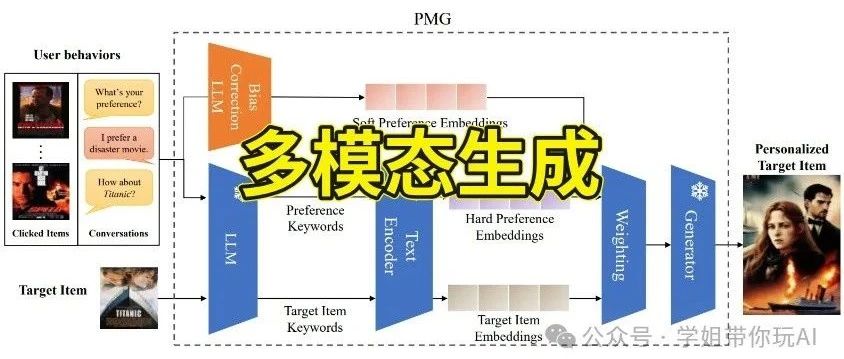 PMG
User behaviors
What's your
preference?
I prefer a
disaster movie.
How about
Titanic?
Clicked Items
Conversations
Target Item
TITANIC
Bias
Correction
LLM
Soft Preference Embeddings
多模态生成
LLM
Preference
Keywords
Text
Encoder
Hard Preference
Embeddings
Target Item
Keywords
Target Item
Embeddings
Weighting
Generator
Personalized
Target Item
公众号·学姐带你玩AI